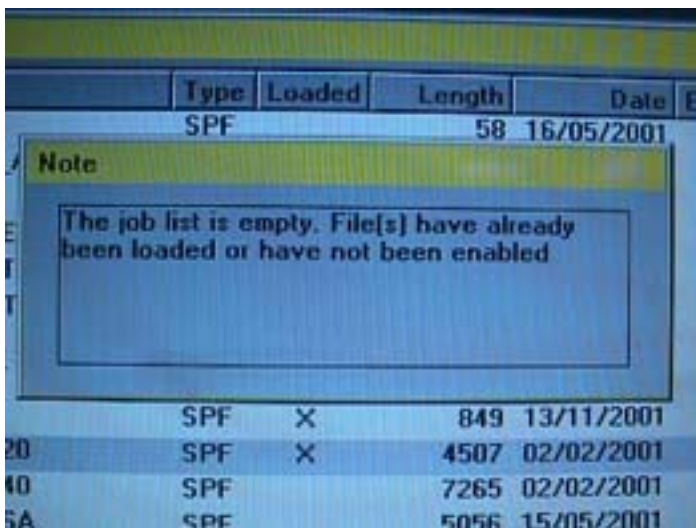 Type Loaded Length Date E
SPF 58 16/05/2001
Note
The job list is empty. File[s] have already
been loaded or have not been enabled
SPF X 849 13/11/2001
20 SPF X 4507 02/02/2001
40 SPF 7265 02/02/2001
6A SPF 5056 15/05/2001